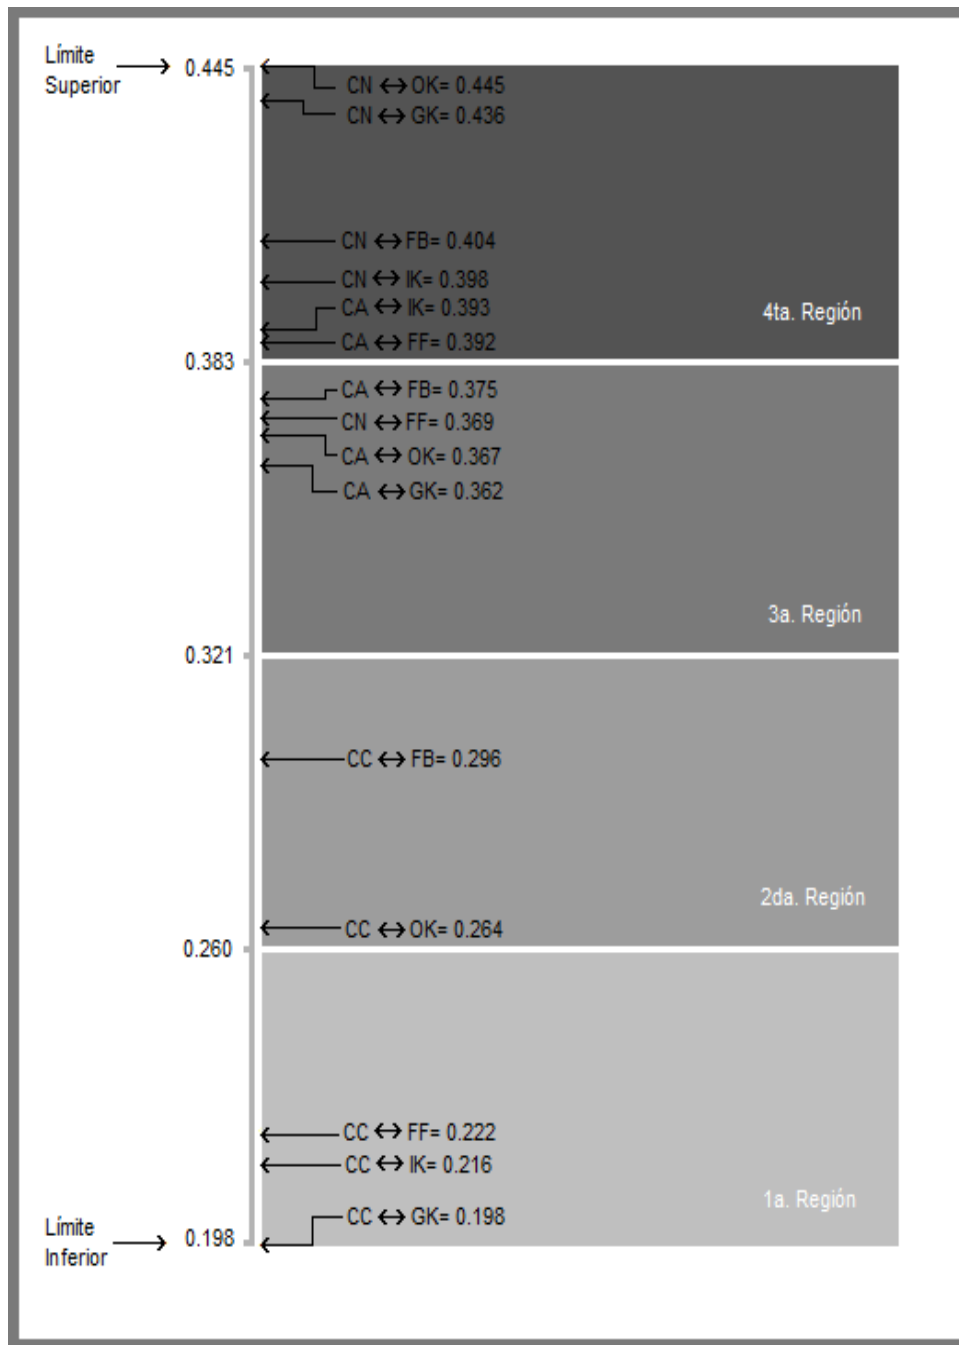 Límite
Superior
0.445
CN ↔ OK= 0.445
CN ↔ GK= 0.436
CN ↔ FB= 0.404
CN ↔ IK= 0.398
CA ↔ IK= 0.393
4ta. Región
CA ↔ FF= 0.392
0.383
CA ↔ FB= 0.375
CN ↔ FF= 0.369
CA ↔ OK= 0.367
CA ↔ GK= 0.362
3a. Región
0.321
CC ↔ FB= 0.296
2da. Región
CC ↔ OK= 0.264
0.260
CC ↔ FF= 0.222
CC ↔ IK= 0.216
1a. Región
CC ↔ GK= 0.198
Límite
Inferior
0.198